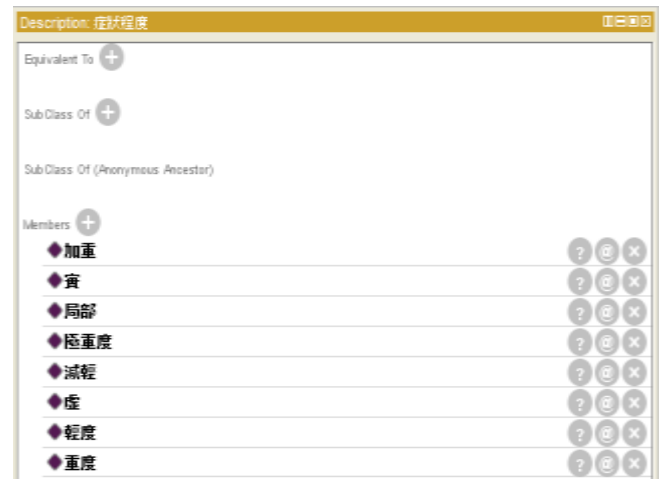 Description: 症狀程度
Equivalent To
SubClass Of
SubClass Of (Anonymous Ancestor)
Members
加重
局部
極重度
減輕
虛
輕度
重度